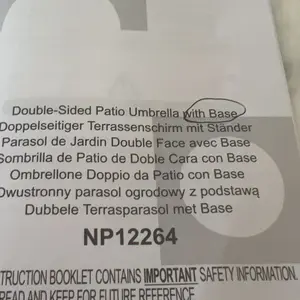 Double-Sided Patio Umbrella with Base
Doppelseitiger Terrassenschirm mit Ständer
Parasol de Jardin Double Face avec Base
Sombrilla de Patio de Doble Cara con Base
Ombrellone Doppio da Patio con Base
Dwustronny parasol ogrodowy z podstawą
Dubbele Terrasparasol met Base
NP12264
TRUCTION BOOKLET CONTAINS IMPORTANT SAFETY INFORMATION.
READ AND KEEP FOR FUTURE REFERENCE